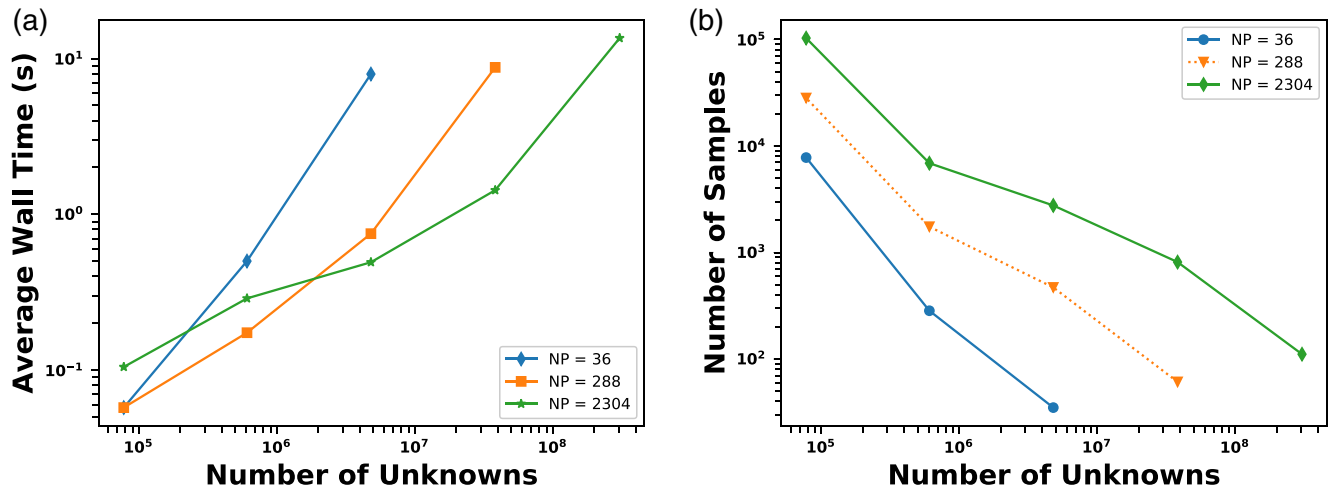 (a)
Average Wall Time (s)
10¹
10⁰
10⁻¹
10⁵ 10⁶ 10⁷ 10⁸
Number of Unknowns
NP = 36
NP = 288
NP = 2304
(b)
Number of Samples
10⁵
10⁴
10³
10²
10⁵ 10⁶ 10⁷ 10⁸
Number of Unknowns
NP = 36
NP = 288
NP = 2304